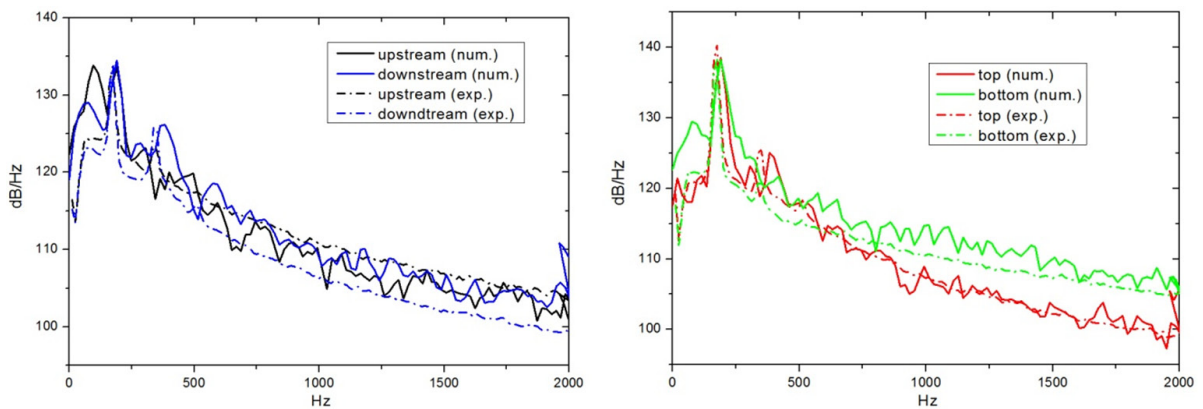 140
130
120
110
100
dB/Hz
upstream (num.)
downstream (num.)
upstream (exp.)
downdtream (exp.)
0
500
1000
1500
2000
Hz
140
130
120
110
100
dB/Hz
top (num.)
bottom (num.)
top (exp.)
bottom (exp.)
0
500
1000
1500
2000
Hz